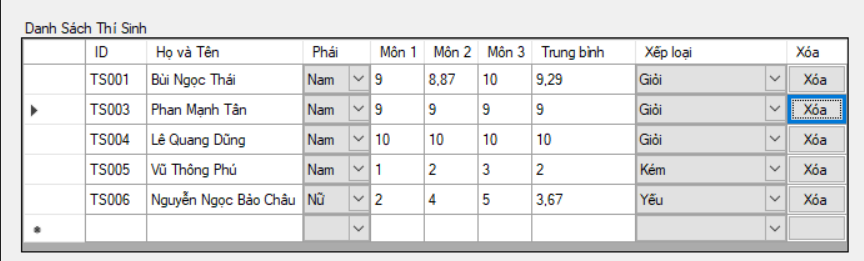 Danh Sách Thí Sinh
ID Họ và Tên Phái Môn 1 Môn 2 Môn 3 Trung bình Xếp loại Xóa
TS001 Bùi Ngọc Thái Nam 9 8,87 10 9,29 Giỏi Xóa
TS003 Phan Mạnh Tân Nam 9 9 9 9 Giỏi Xóa
TS004 Lê Quang Dũng Nam 10 10 10 10 Giỏi Xóa
TS005 Vũ Thông Phú Nam 1 2 3 2 Kém Xóa
TS006 Nguyễn Ngọc Bảo Châu Nữ 2 4 5 3,67 Yếu Xóa